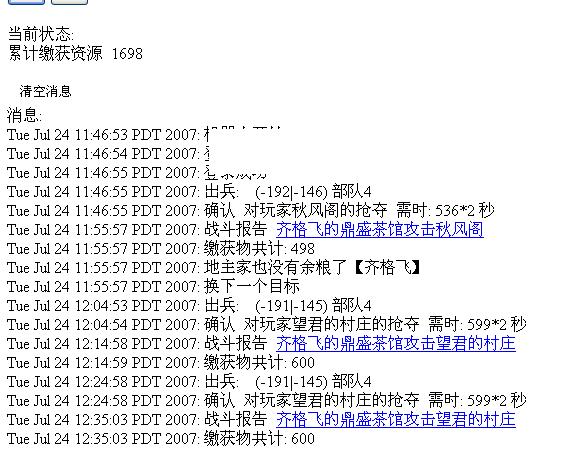 当前状态:
累计缴获资源 1698
清空消息
消息:
Tue Jul 24 11:46:53 PDT 2007:
Tue Jul 24 11:46:54 PDT 2007:
Tue Jul 24 11:46:55 PDT 2007:
Tue Jul 24 11:46:55 PDT 2007: 出兵: (-192|-146) 部队4
Tue Jul 24 11:46:55 PDT 2007: 确认 对玩家秋风阁的抢夺 需时: 536*2 秒
Tue Jul 24 11:55:57 PDT 2007: 战斗报告 齐格飞的鼎盛茶馆攻击秋风阁
Tue Jul 24 11:55:57 PDT 2007: 缴获物共计: 498
Tue Jul 24 11:55:57 PDT 2007: 地主家也没有余粮了【齐格飞】
Tue Jul 24 11:55:57 PDT 2007: 换下一个目标
Tue Jul 24 12:04:53 PDT 2007: 出兵: (-191|-145) 部队4
Tue Jul 24 12:04:54 PDT 2007: 确认 对玩家望君的村庄的抢夺 需时: 599*2 秒
Tue Jul 24 12:14:58 PDT 2007: 战斗报告 齐格飞的鼎盛茶馆攻击望君的村庄
Tue Jul 24 12:14:59 PDT 2007: 缴获物共计: 600
Tue Jul 24 12:24:58 PDT 2007: 出兵: (-191|-145) 部队4
Tue Jul 24 12:24:58 PDT 2007: 确认 对玩家望君的村庄的抢夺 需时: 599*2 秒
Tue Jul 24 12:35:03 PDT 2007: 战斗报告 齐格飞的鼎盛茶馆攻击望君的村庄
Tue Jul 24 12:35:03 PDT 2007: 缴获物共计: 600